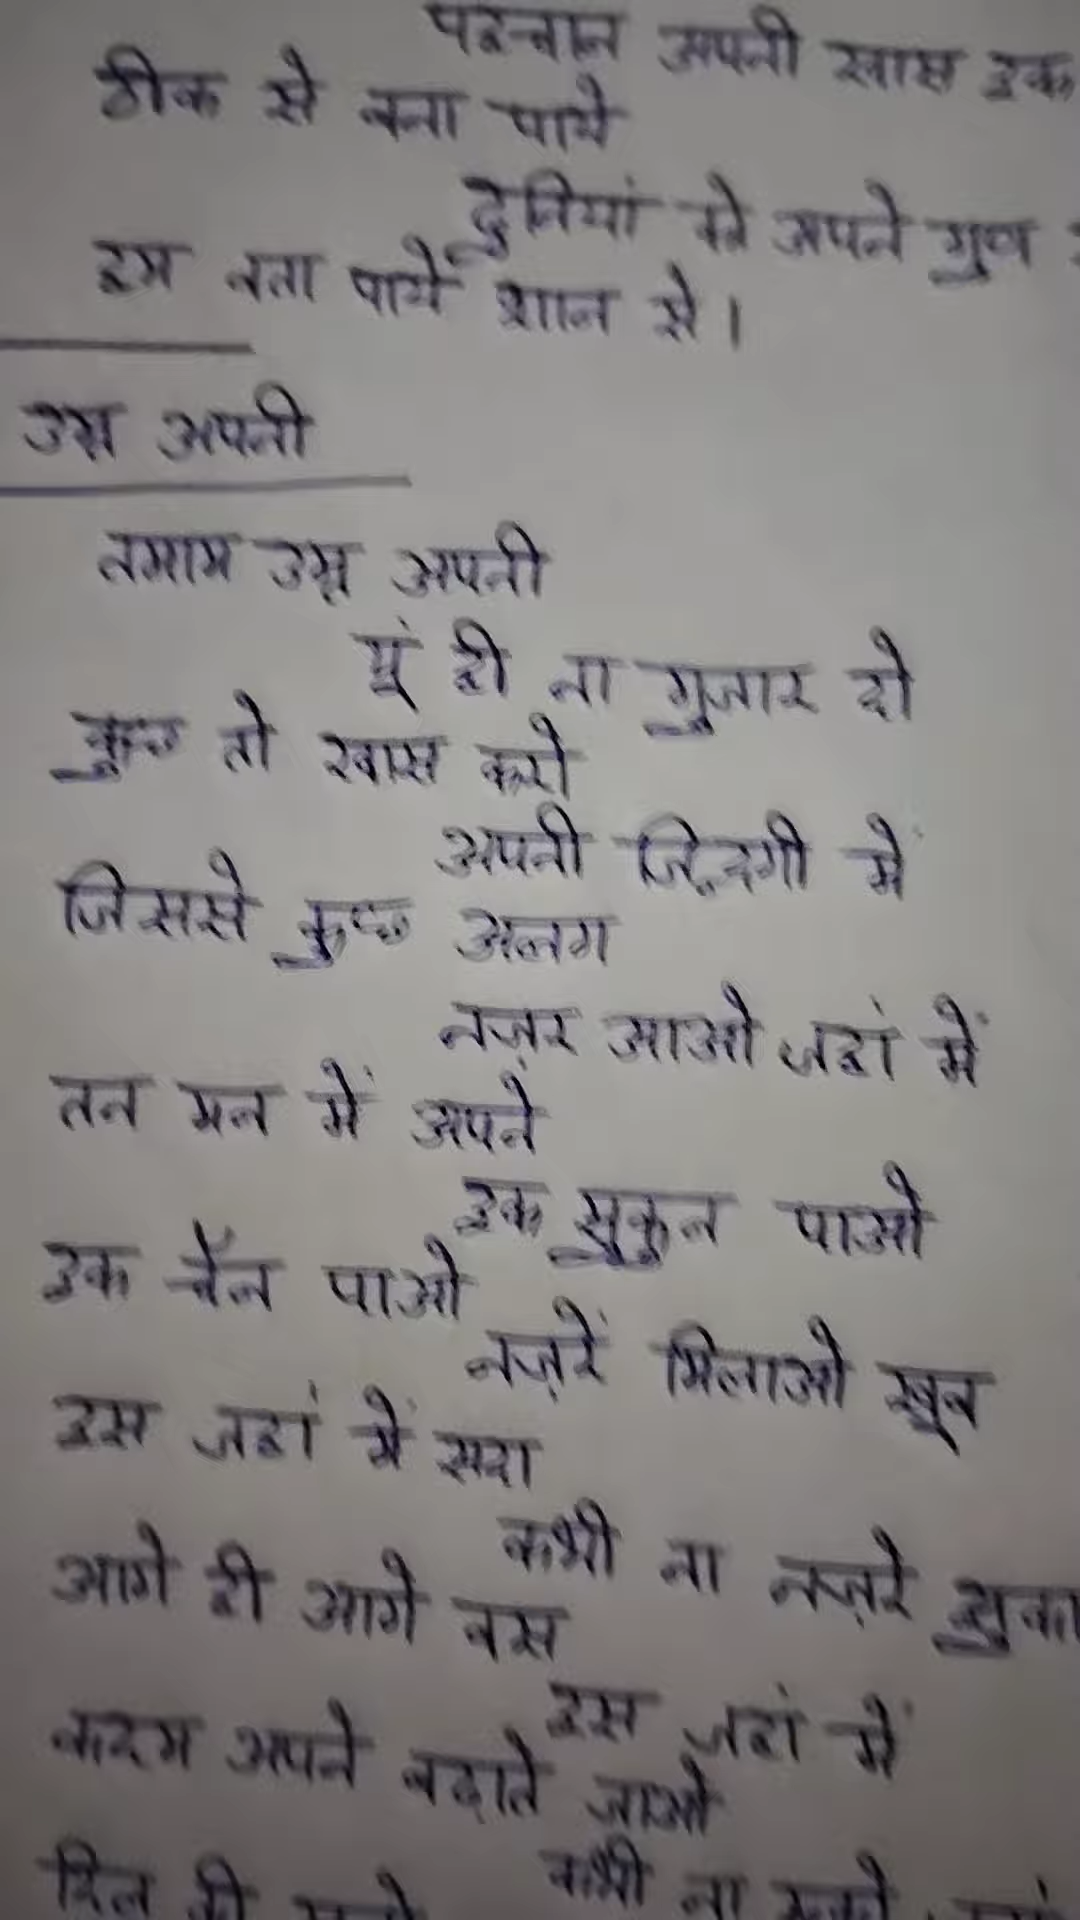 पहचान अपनी खास इक
ठीक से बना पाये
दुनियां को अपने गुण
हम बता पायें शान से।
उम्र अपनी
तमाम उम्र अपनी
यूं ही ना गुजार दो
कुछ तो खास करो
अपनी ज़िन्दगी में
जिससे कुछ अलग
नज़र आओ जहां में
तन मन में अपने
इक सुकुन पाओ
इक चैन पाओ
नज़रें मिलाओ खूब
इस जहां में सदा
कभी ना नज़रे झुका
आगे ही आगे बस
इस जहां में
कदम अपने बढ़ाते जाओ
कभी ना
दिल की